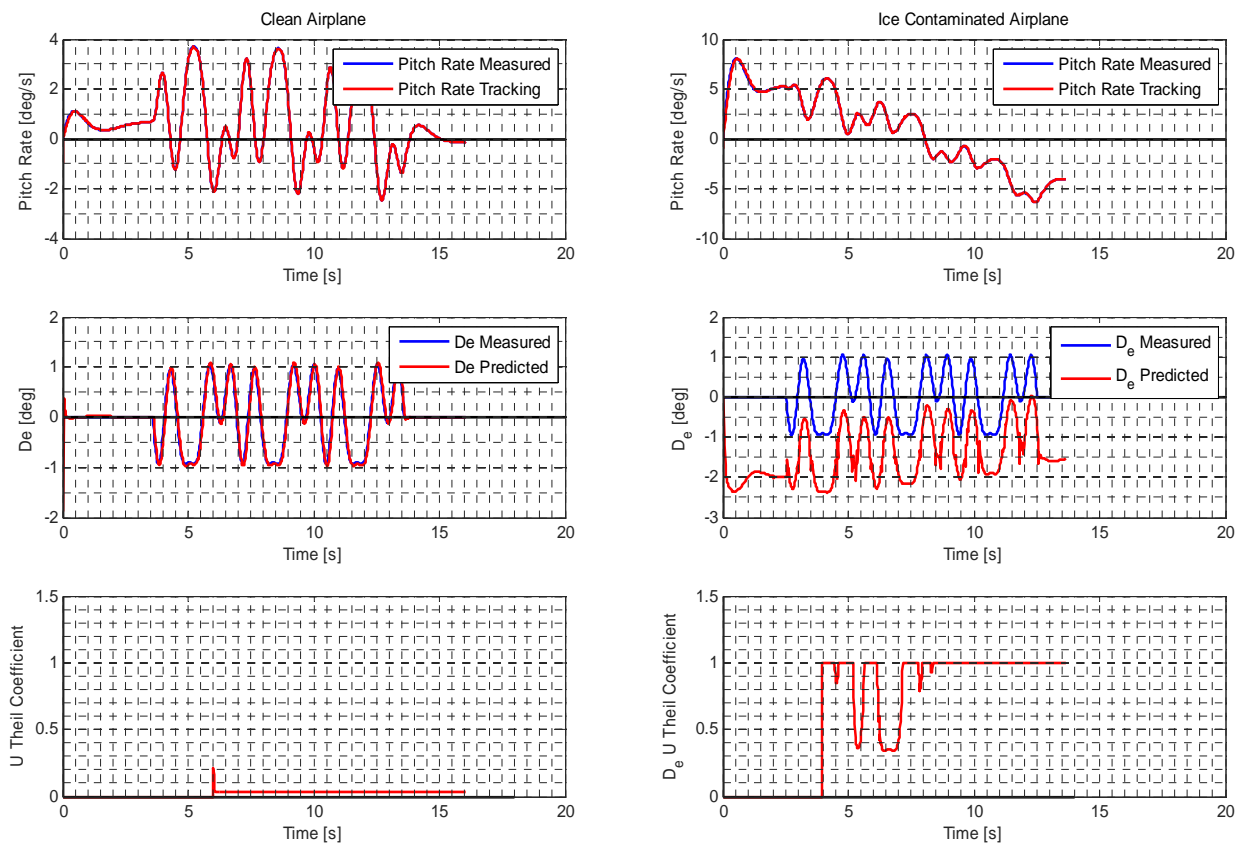 Clean Airplane
4
2
0
-2
-4
Pitch Rate [deg/s]
Pitch Rate Measured
Pitch Rate Tracking
0
5
10
15
20
Time [s]
Ice Contaminated Airplane
10
5
0
-5
-10
Pitch Rate [deg/s]
Pitch Rate Measured
Pitch Rate Tracking
0
5
10
15
20
Time [s]
2
1
0
-1
-2
De [deg]
De Measured
De Predicted
0
5
10
15
20
Time [s]
2
1
0
-1
-2
-3
D_e [deg]
D_e Measured
D_e Predicted
0
5
10
15
20
Time [s]
1.5
1
0.5
0
U Theil Coefficient
0
5
10
15
20
Time [s]
1.5
1
0.5
0
D_e U Theil Coefficient
0
5
10
15
20
Time [s]